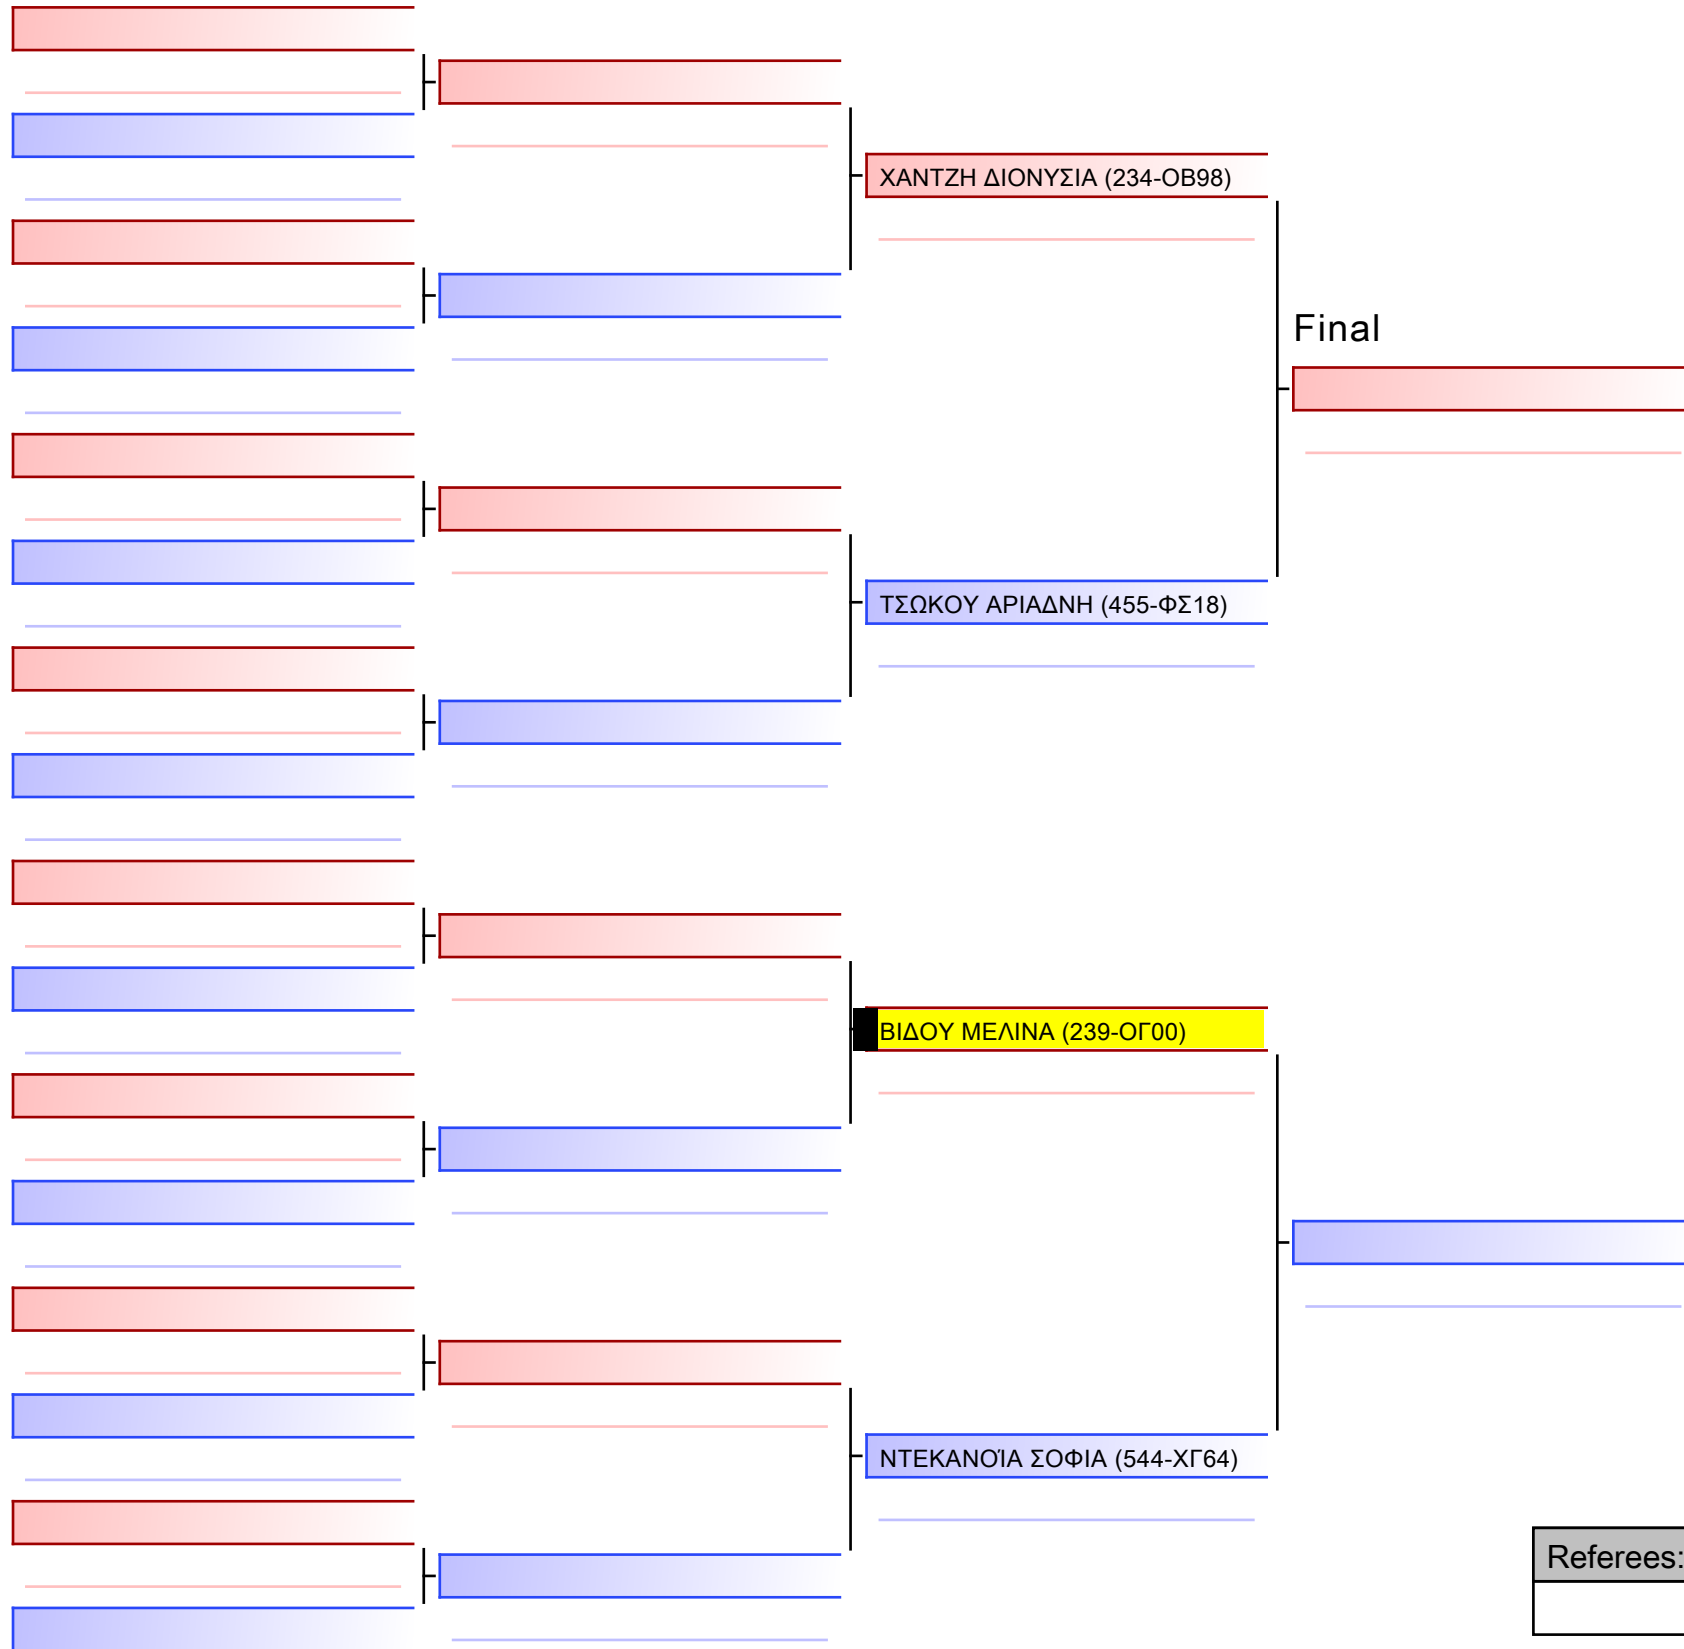 ΧΑΝΤΖΗ ΔΙΟΝΥΣΙΑ (234-ΟΒ98)
Final
ΤΣΩΚΟΥ ΑΡΙΑΔΝΗ (455-ΦΣ18)
ΒΙΔΟΥ ΜΕΛΙΝΑ (239-ΟΓ00)
ΝΤΕΚΑΝΟΪΑ ΣΟΦΙΑ (544-ΧΓ64)
Referees: